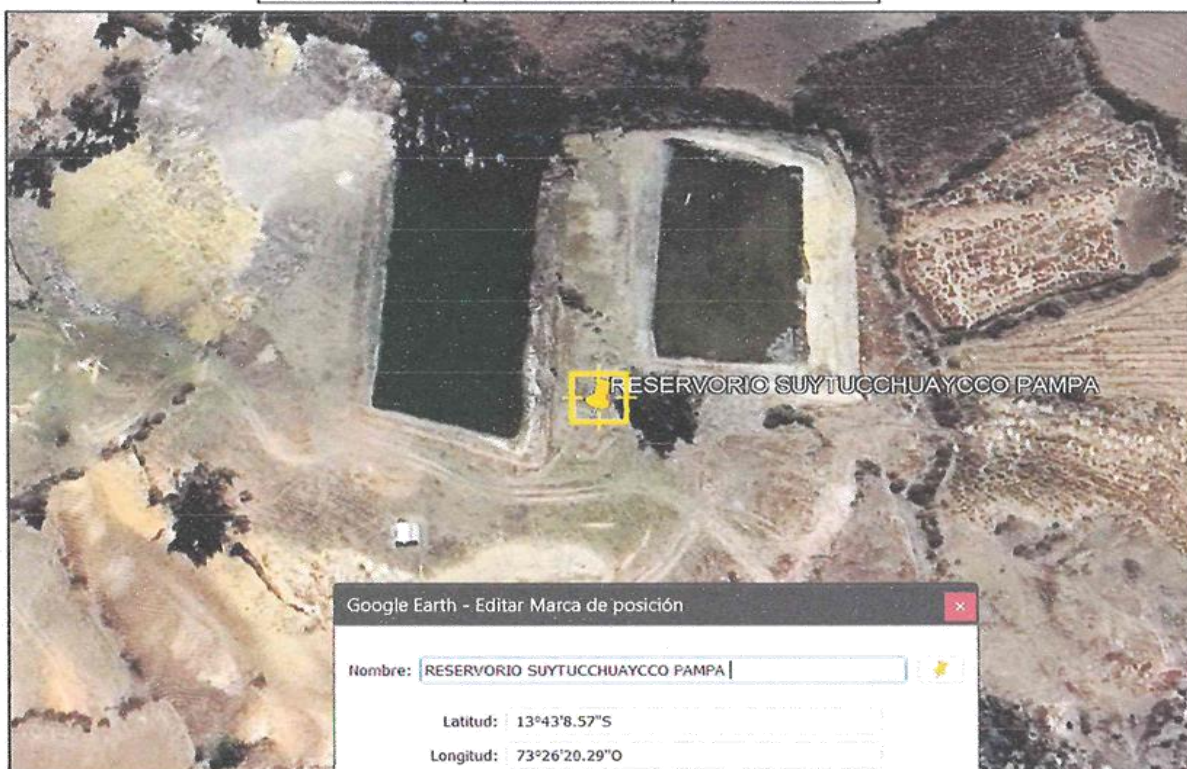 RESERVORIO SUYTUCCHUAYCCO PAMPA
Google Earth - Editar Marca de posición
Nombre: RESERVORIO SUYTUCCHUAYCCO PAMPA
Latitud: 13°43'8.57"S
Longitud: 73°26'20.29"O